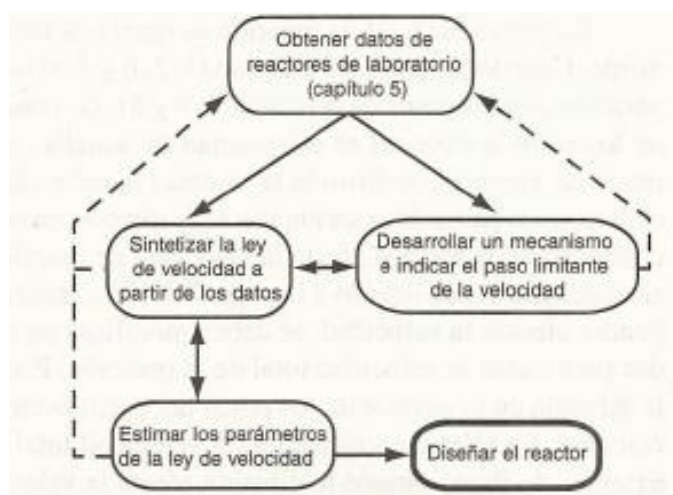 Obtener datos de
reactores de laboratorio
(capítulo 5)
Sintetizar la ley
de velocidad a
partir de los datos
Desarrollar un mecanismo
e indicar el paso limitante
de la velocidad
Estimar los parámetros
de la ley de velocidad
Diseñar el reactor